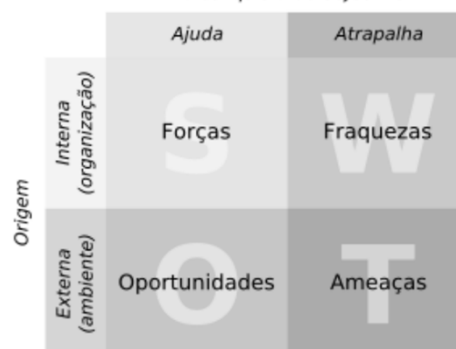 Ajuda
Atrapalha
Origem
Interna
(organização)
S
Forças
W
Fraquezas
Externa
(ambiente)
O
Oportunidades
T
Ameaças